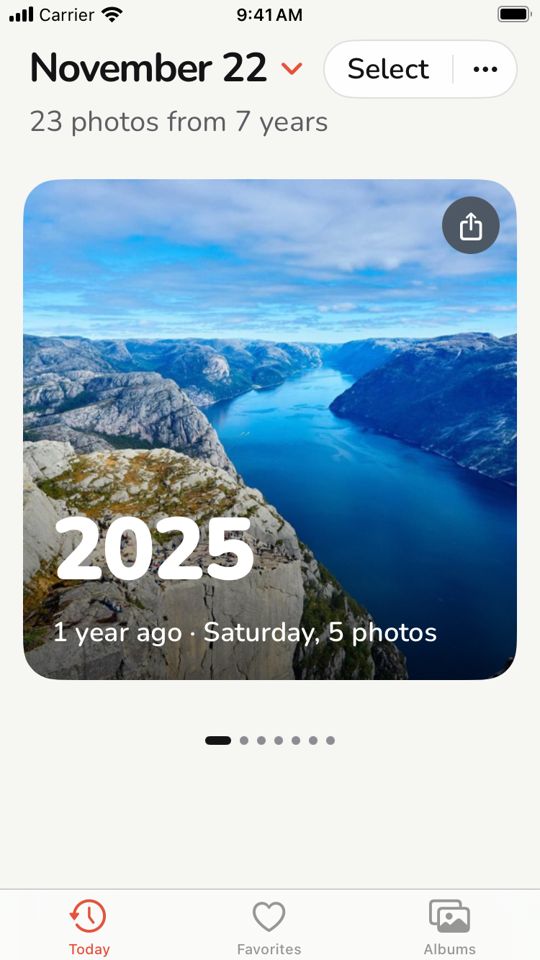 Carrier 9:41 AM
November 22
Select
23 photos from 7 years
2025
1 year ago · Saturday, 5 photos
Today
Favorites
Albums